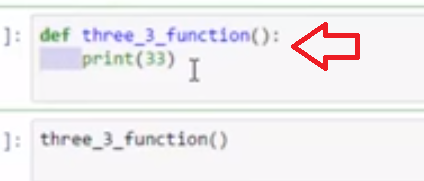 ]: def three_3_function():
    print(33)
]: three_3_function()